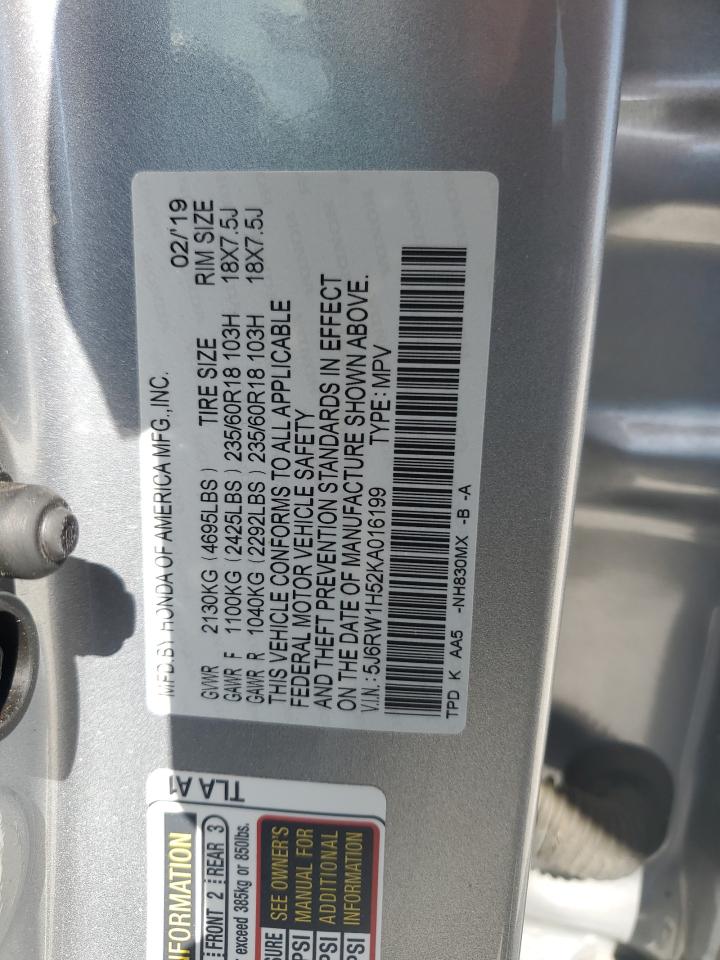 MFD.BY HONDA OF AMERICA MFG.,INC. 02/'19
GVWR 2130KG (4695LBS) TIRE SIZE RIM SIZE
GAWR F 1100KG (2425LBS) 235/60R18 103H 18X7.5J
GAWR R 1040KG (2292LBS) 235/60R18 103H 18X7.5J
THIS VEHICLE CONFORMS TO ALL APPLICABLE
FEDERAL MOTOR VEHICLE SAFETY
AND THEFT PREVENTION STANDARDS IN EFFECT
ON THE DATE OF MANUFACTURE SHOWN ABOVE.
V.I.N.: 5J6RW1H52KA016199 TYPE: MPV
TPD K AA5 -NH830MX -B -A
TLA A1
INFORMATION
FRONT 2 REAR 3
exceed 385kg or 850lbs.
SEE OWNER'S
MANUAL FOR
ADDITIONAL
INFORMATION
PSI
PSI
PSI